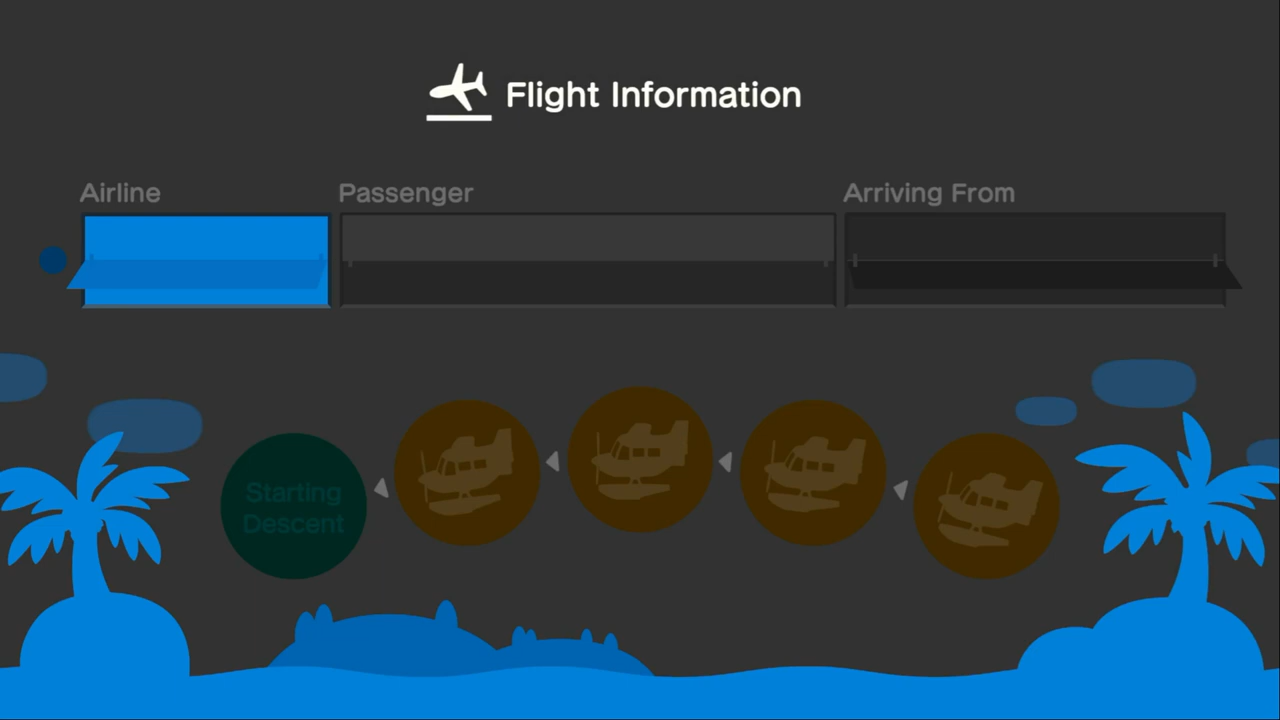 Flight Information
Airline
Passenger
Arriving From
Starting
Descent